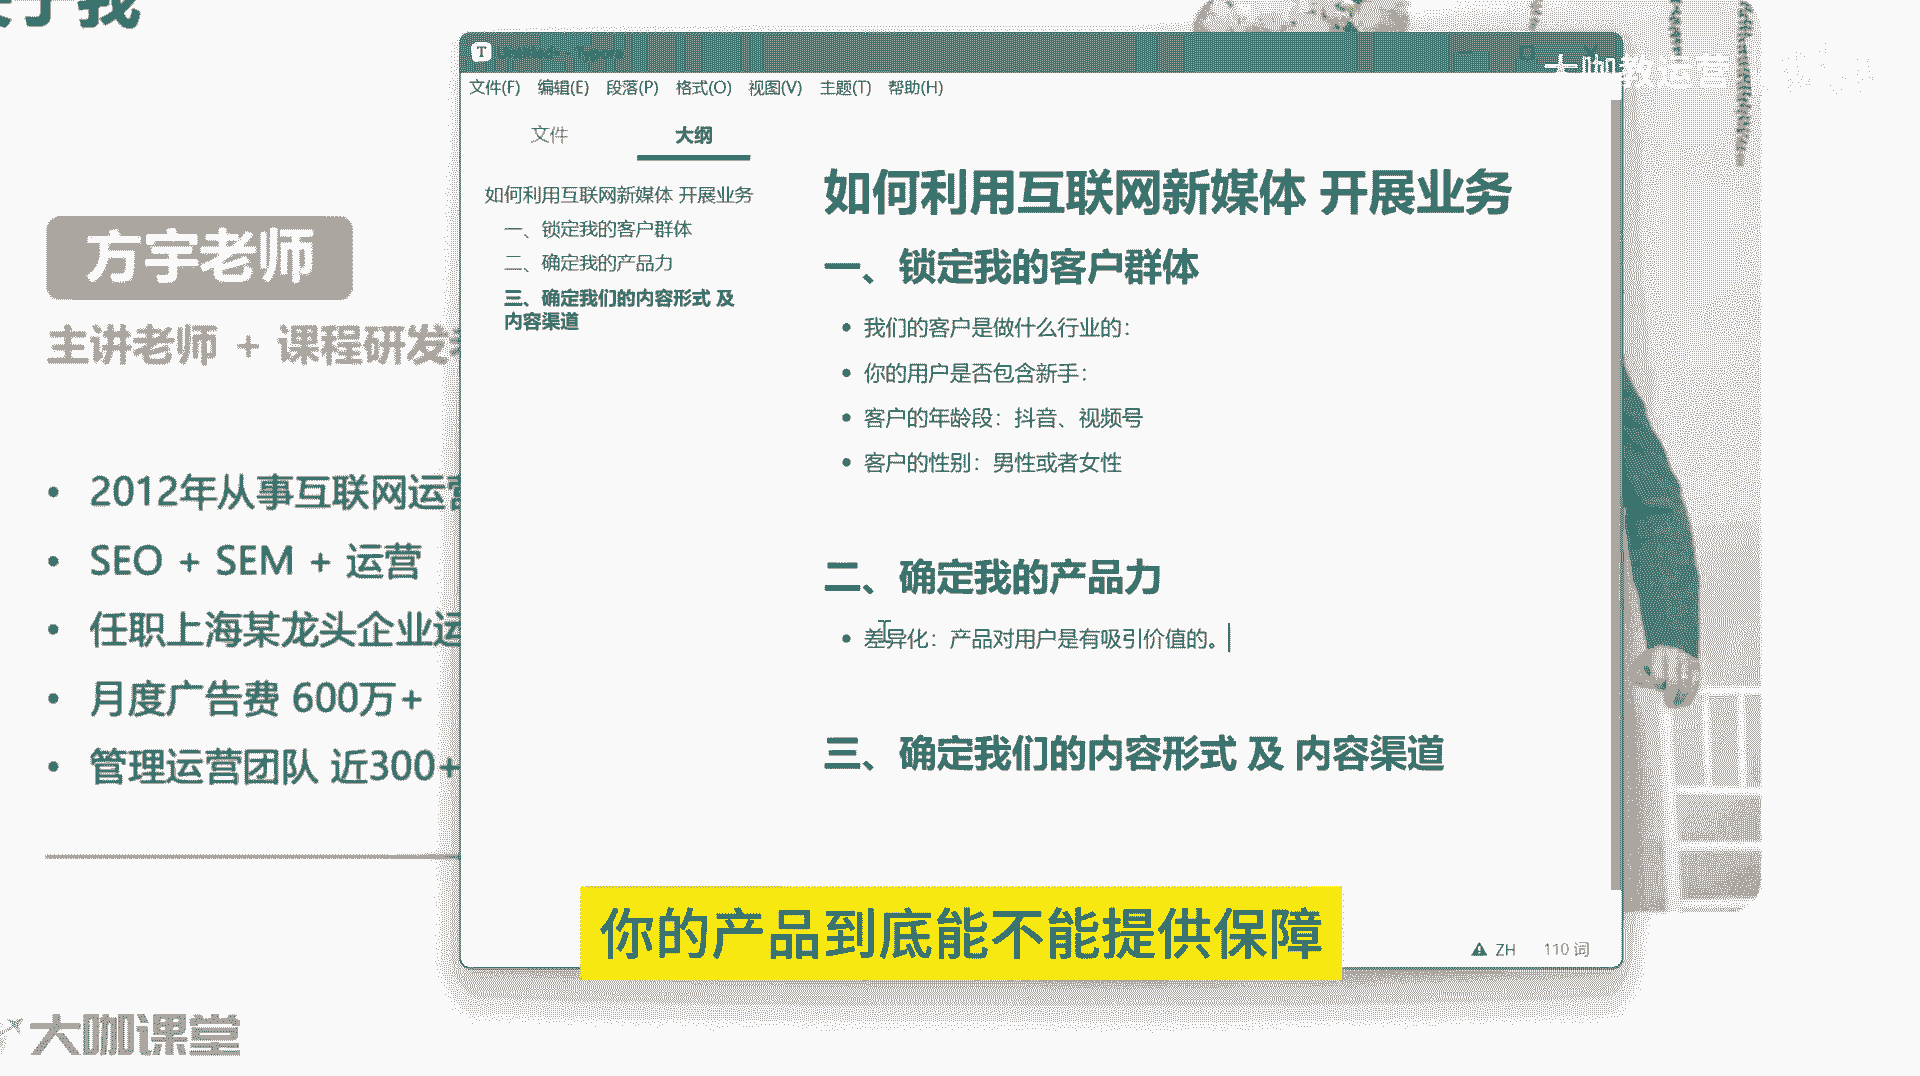 于我
方宇老师
主讲老师 + 课程研发
2012年从事互联网运营
SEO + SEM + 运营
任职上海某龙头企业运
月度广告费 600万+
管理运营团队 近300+
大咖课堂
T
文件(F) 编辑(E) 段落(P) 格式(O) 视图(V) 主题(T) 帮助(H)
文件 大纲
如何利用互联网新媒体 开展业务
一、锁定我的客户群体
二、确定我的产品力
三、确定我们的内容形式 及
内容渠道
如何利用互联网新媒体 开展业务
一、锁定我的客户群体
我们的客户是做什么行业的：
你的用户是否包含新手：
客户的年龄段：抖音、视频号
客户的性别：男性或者女性
二、确定我的产品力
差异化：产品对用户是有吸引价值的。
三、确定我们的内容形式 及 内容渠道
ZH 110 词
大咖教运营
你的产品到底能不能提供保障